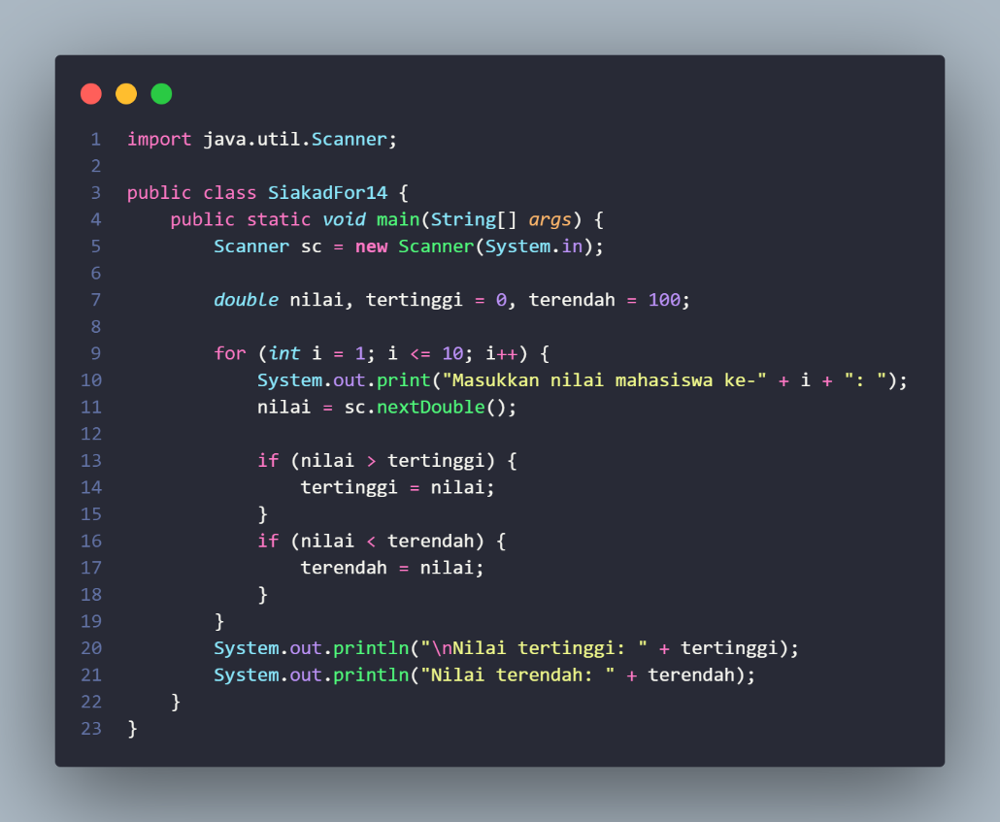 1 import java.util.Scanner;
2
3 public class SiakadFor14 {
4     public static void main(String[] args) {
5         Scanner sc = new Scanner(System.in);
6
7         double nilai, tertinggi = 0, terendah = 100;
8
9         for (int i = 1; i <= 10; i++) {
10             System.out.print("Masukkan nilai mahasiswa ke-" + i + ": ");
11             nilai = sc.nextDouble();
12
13             if (nilai > tertinggi) {
14                 tertinggi = nilai;
15             }
16             if (nilai < terendah) {
17                 terendah = nilai;
18             }
19         }
20         System.out.println("\nNilai tertinggi: " + tertinggi);
21         System.out.println("Nilai terendah: " + terendah);
22     }
23 }